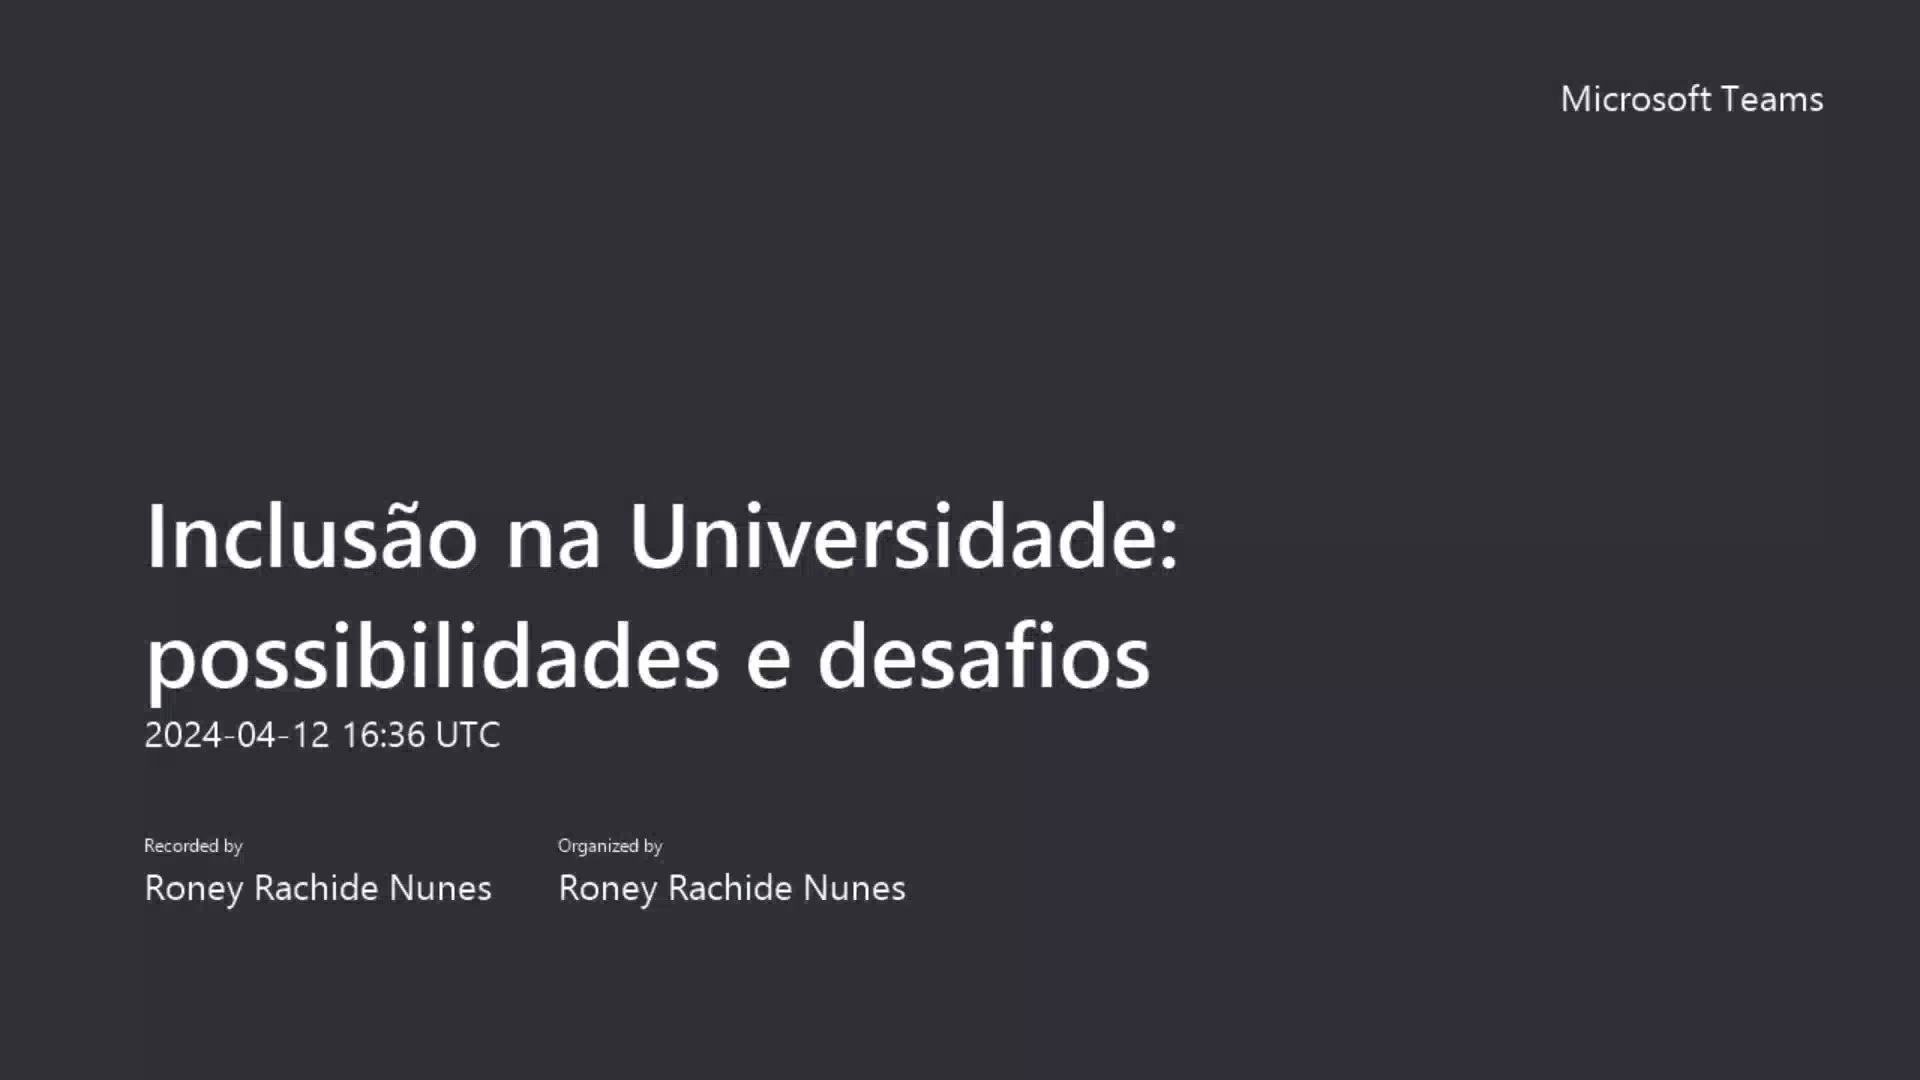 Microsoft Teams
Inclusão na Universidade:
possibilidades e desafios
2024-04-12 16:36 UTC
Recorded by
Roney Rachide Nunes
Organized by
Roney Rachide Nunes